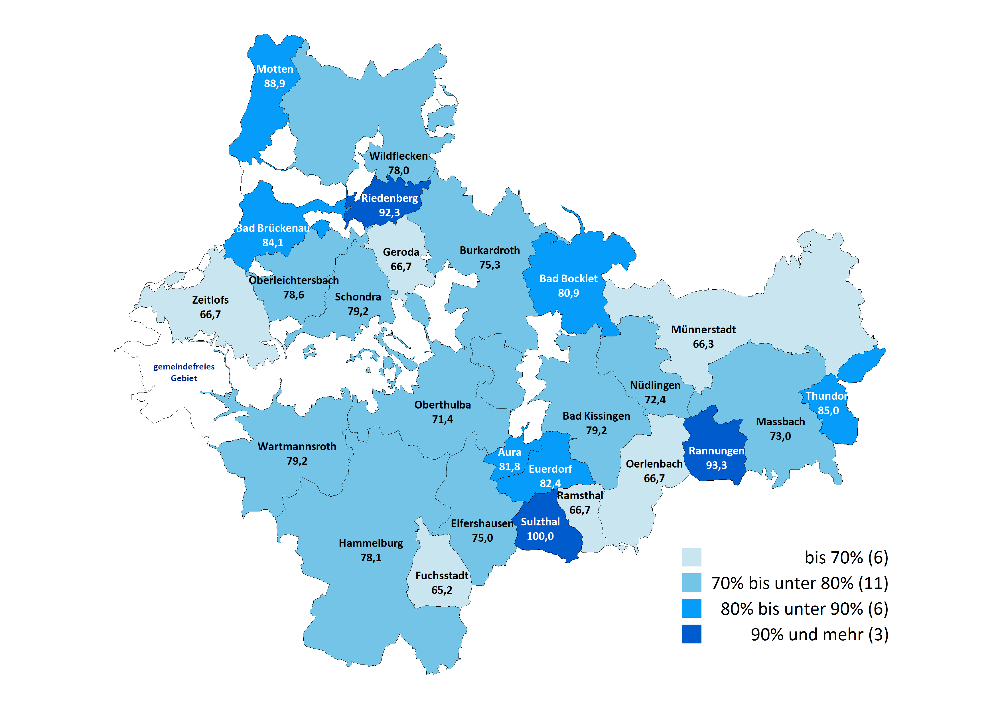 Motten
88,9
Wildflecken
78,0
Riedenberg
92,3
Bad Brückenau
84,1
Geroda
66,7
Burkardroth
75,3
Oberleichtersbach
78,6
Bad Bocklet
80,9
Zeitlofs
66,7
Schondra
79,2
Münnerstadt
66,3
gemeindefreies
Gebiet
Nüdlingen
72,4
Thundor
85,0
Oberthulba
71,4
Bad Kissingen
79,2
Massbach
73,0
Wartmannsroth
79,2
Aura
81,8
Rannungen
93,3
Euerdorf
82,4
Oerlenbach
66,7
Ramsthal
66,7
Elfershausen
75,0
Sulzthal
100,0
Hammelburg
78,1
Fuchsstadt
65,2
bis 70% (6)
70% bis unter 80% (11)
80% bis unter 90% (6)
90% und mehr (3)